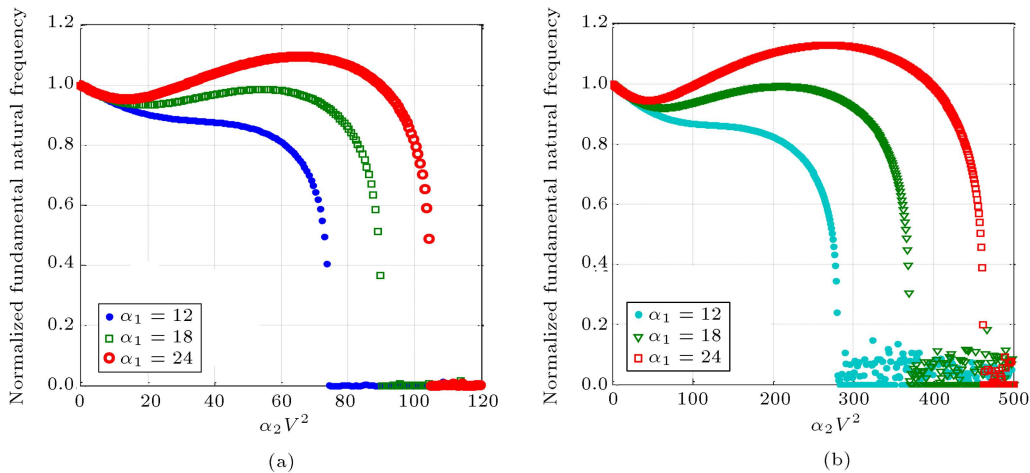 Normalized fundamental natural frequency
1.2
1.0
0.8
0.6
0.4
0.2
0.0
α₁ = 12
α₁ = 18
α₁ = 24
0 20 40 60 80 100 120
α₂V²
(a)
Normalized fundamental natural frequency
1.2
1.0
0.8
0.6
0.4
0.2
0.0
α₁ = 12
α₁ = 18
α₁ = 24
0 100 200 300 400 500
α₂V²
(b)